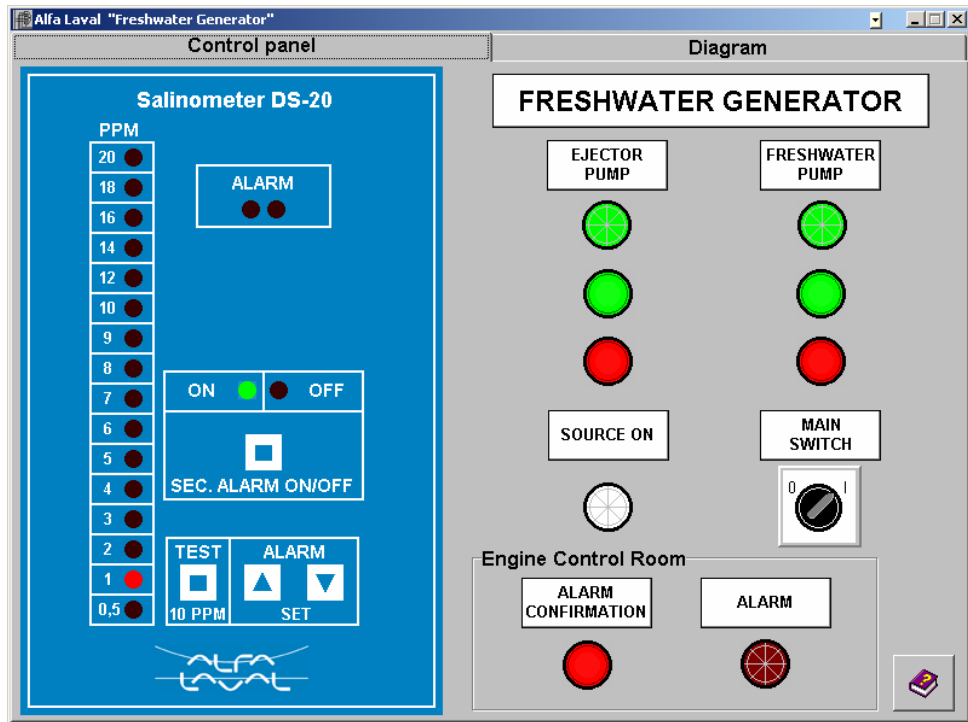 Alfa Laval "Freshwater Generator"
Control panel
Diagram
Salinometer DS-20
PPM
20
18
16
14
12
10
9
8
7
6
5
4
3
2
1
0,5
ALARM
ON
OFF
SEC. ALARM ON/OFF
TEST
10 PPM
ALARM
SET
ALFA
LAVAL
FRESHWATER GENERATOR
EJECTOR
PUMP
FRESHWATER
PUMP
SOURCE ON
MAIN
SWITCH
0 I
Engine Control Room
ALARM
CONFIRMATION
ALARM
?